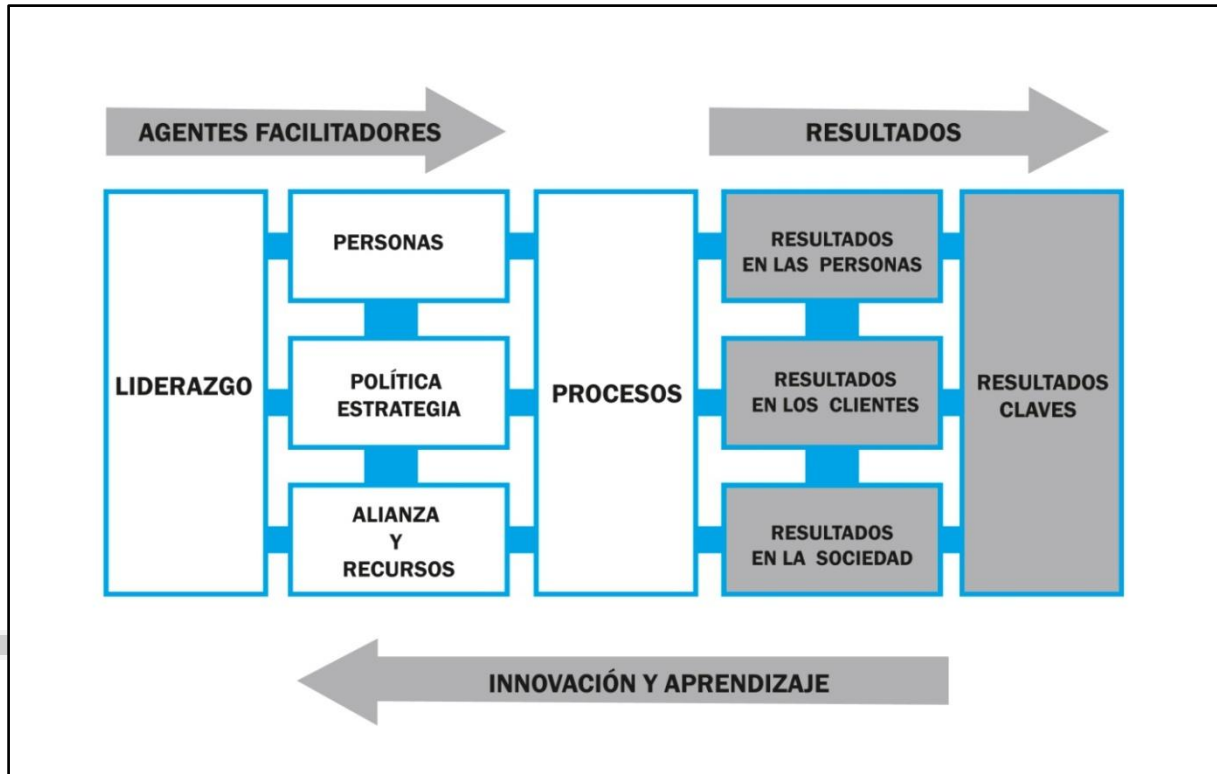 AGENTES FACILITADORES
RESULTADOS
LIDERAZGO
PERSONAS
POLÍTICA
ESTRATEGIA
ALIANZA
Y
RECURSOS
PROCESOS
RESULTADOS
EN LAS PERSONAS
RESULTADOS
EN LOS CLIENTES
RESULTADOS
EN LA SOCIEDAD
RESULTADOS
CLAVES
INNOVACIÓN Y APRENDIZAJE